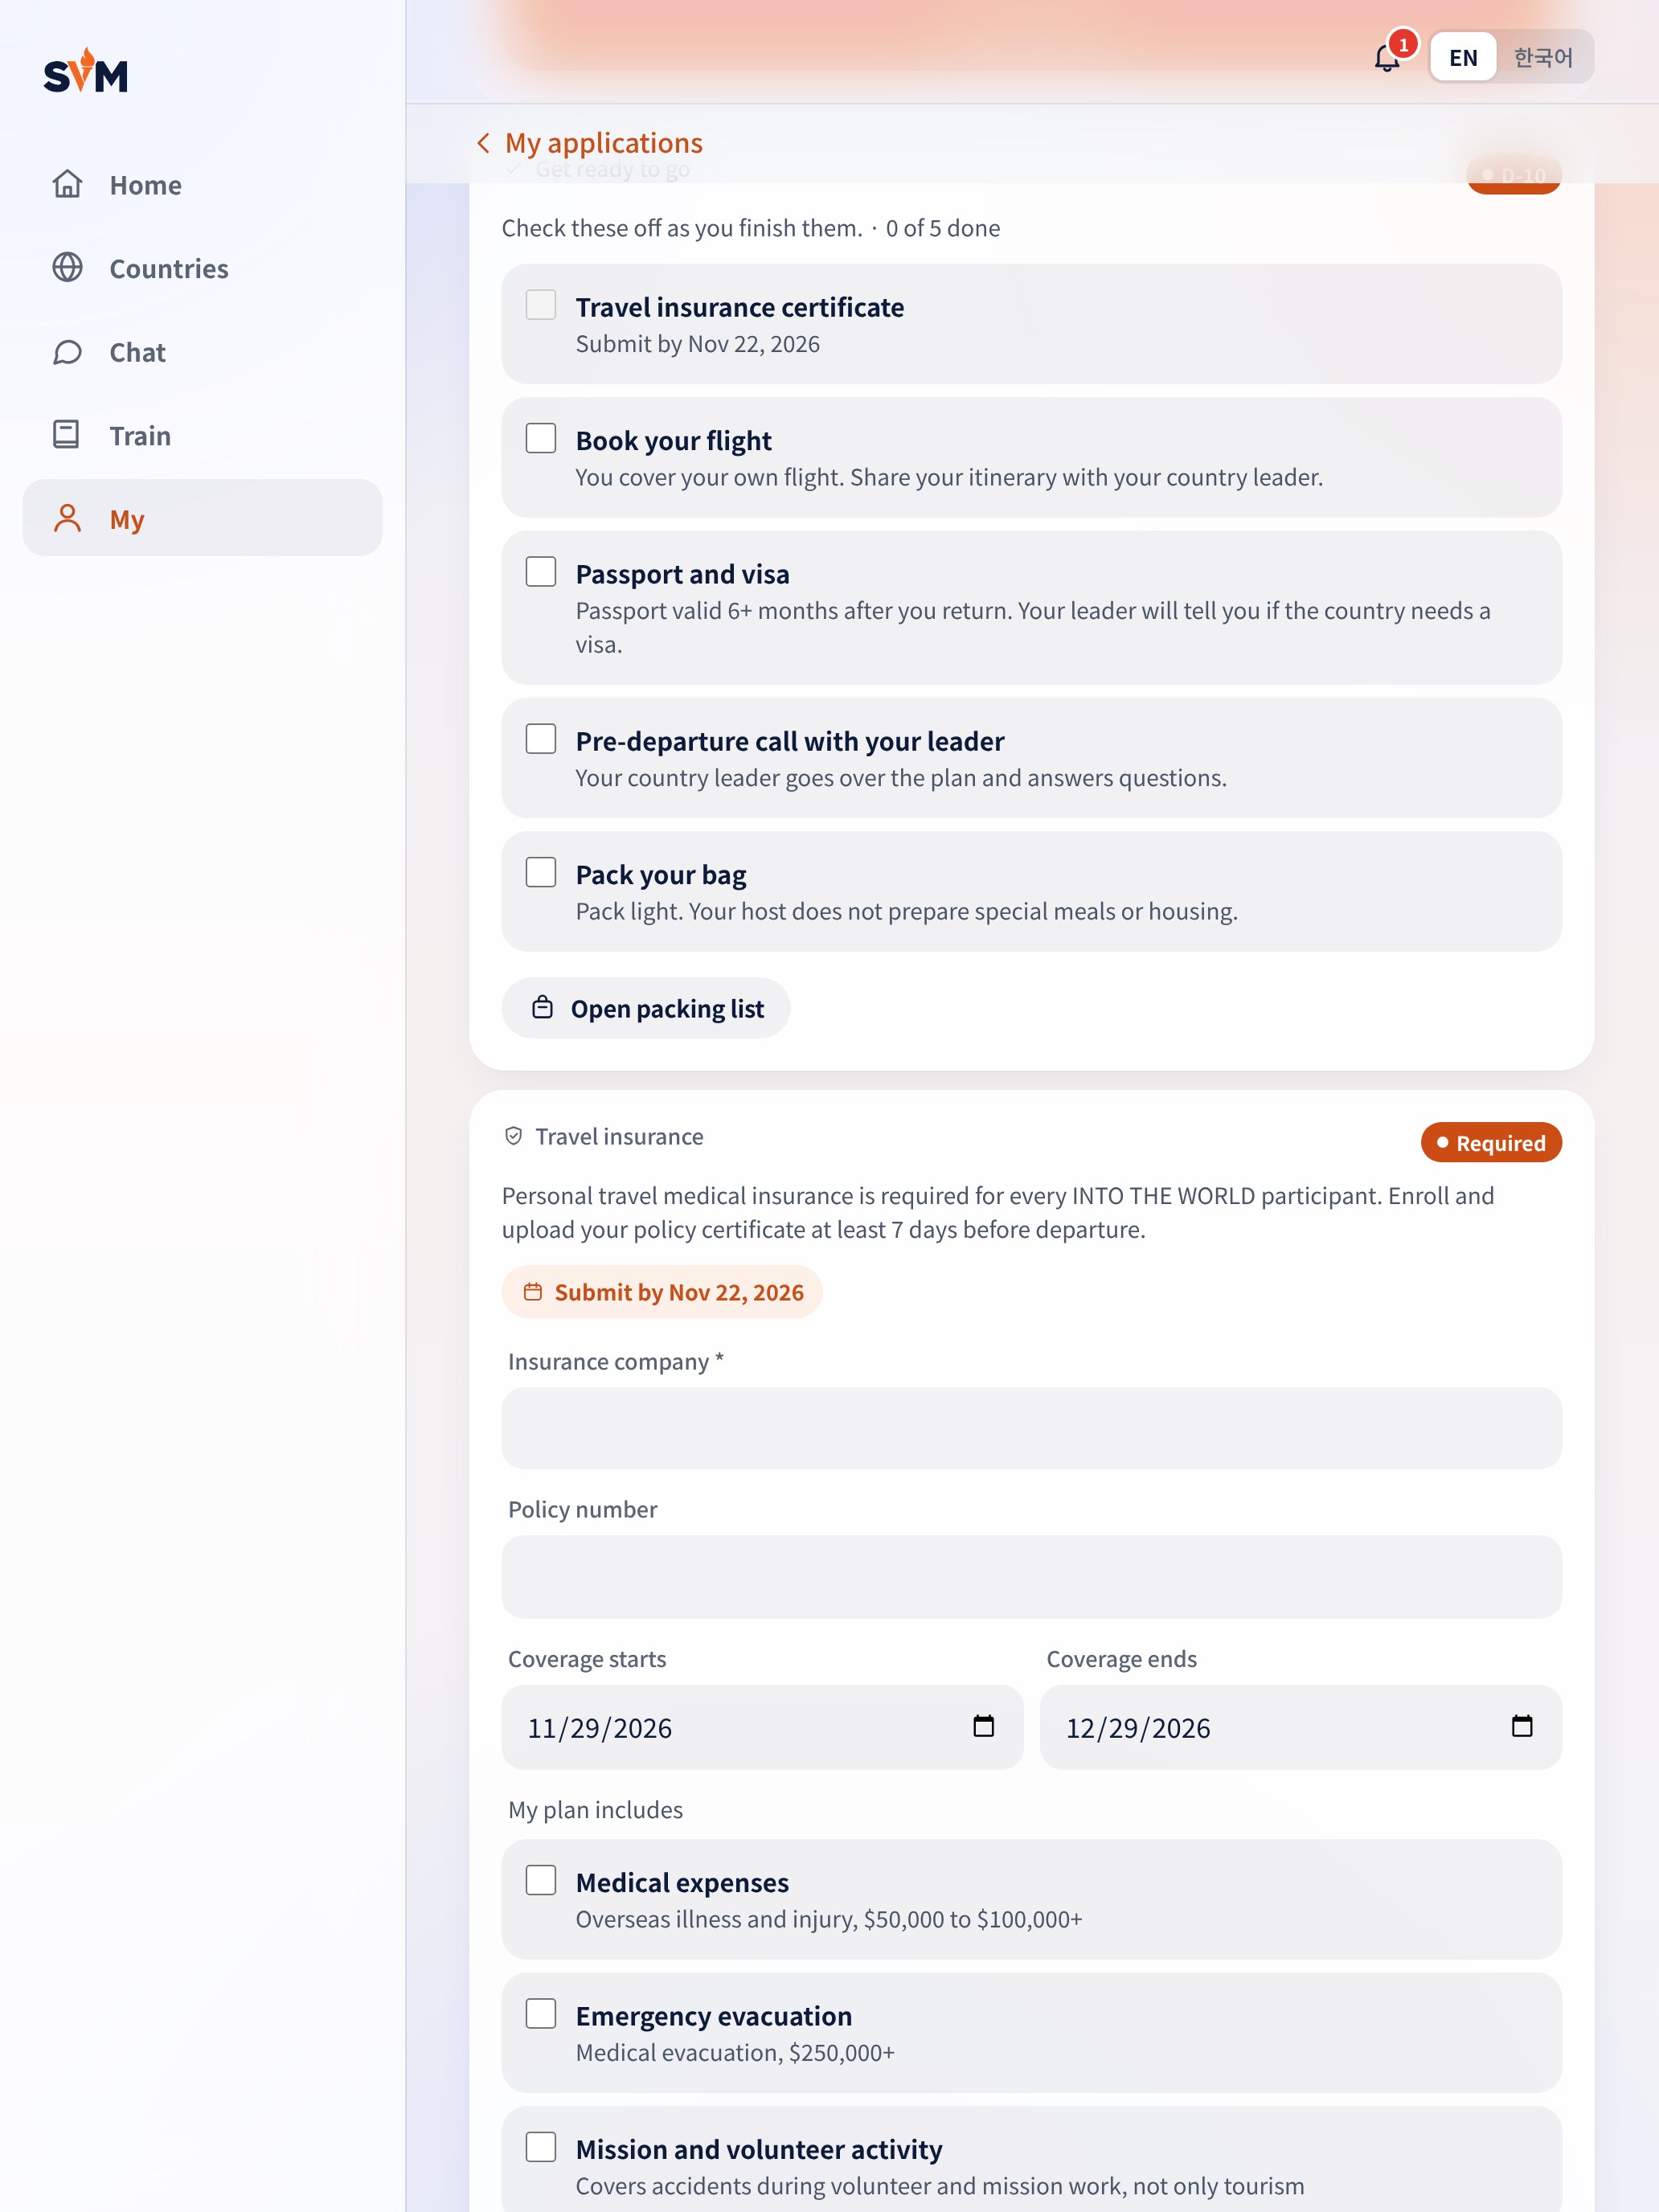 SVM
1
EN
한국어
Home
Countries
Chat
Train
My
My applications
Get ready to go
D-10
Check these off as you finish them. · 0 of 5 done
Travel insurance certificate
Submit by Nov 22, 2026
Book your flight
You cover your own flight. Share your itinerary with your country leader.
Passport and visa
Passport valid 6+ months after you return. Your leader will tell you if the country needs a
visa.
Pre-departure call with your leader
Your country leader goes over the plan and answers questions.
Pack your bag
Pack light. Your host does not prepare special meals or housing.
Open packing list
Travel insurance
Required
Personal travel medical insurance is required for every INTO THE WORLD participant. Enroll and
upload your policy certificate at least 7 days before departure.
Submit by Nov 22, 2026
Insurance company *
Policy number
Coverage starts
Coverage ends
11/29/2026
12/29/2026
My plan includes
Medical expenses
Overseas illness and injury, $50,000 to $100,000+
Emergency evacuation
Medical evacuation, $250,000+
Mission and volunteer activity
Covers accidents during volunteer and mission work, not only tourism